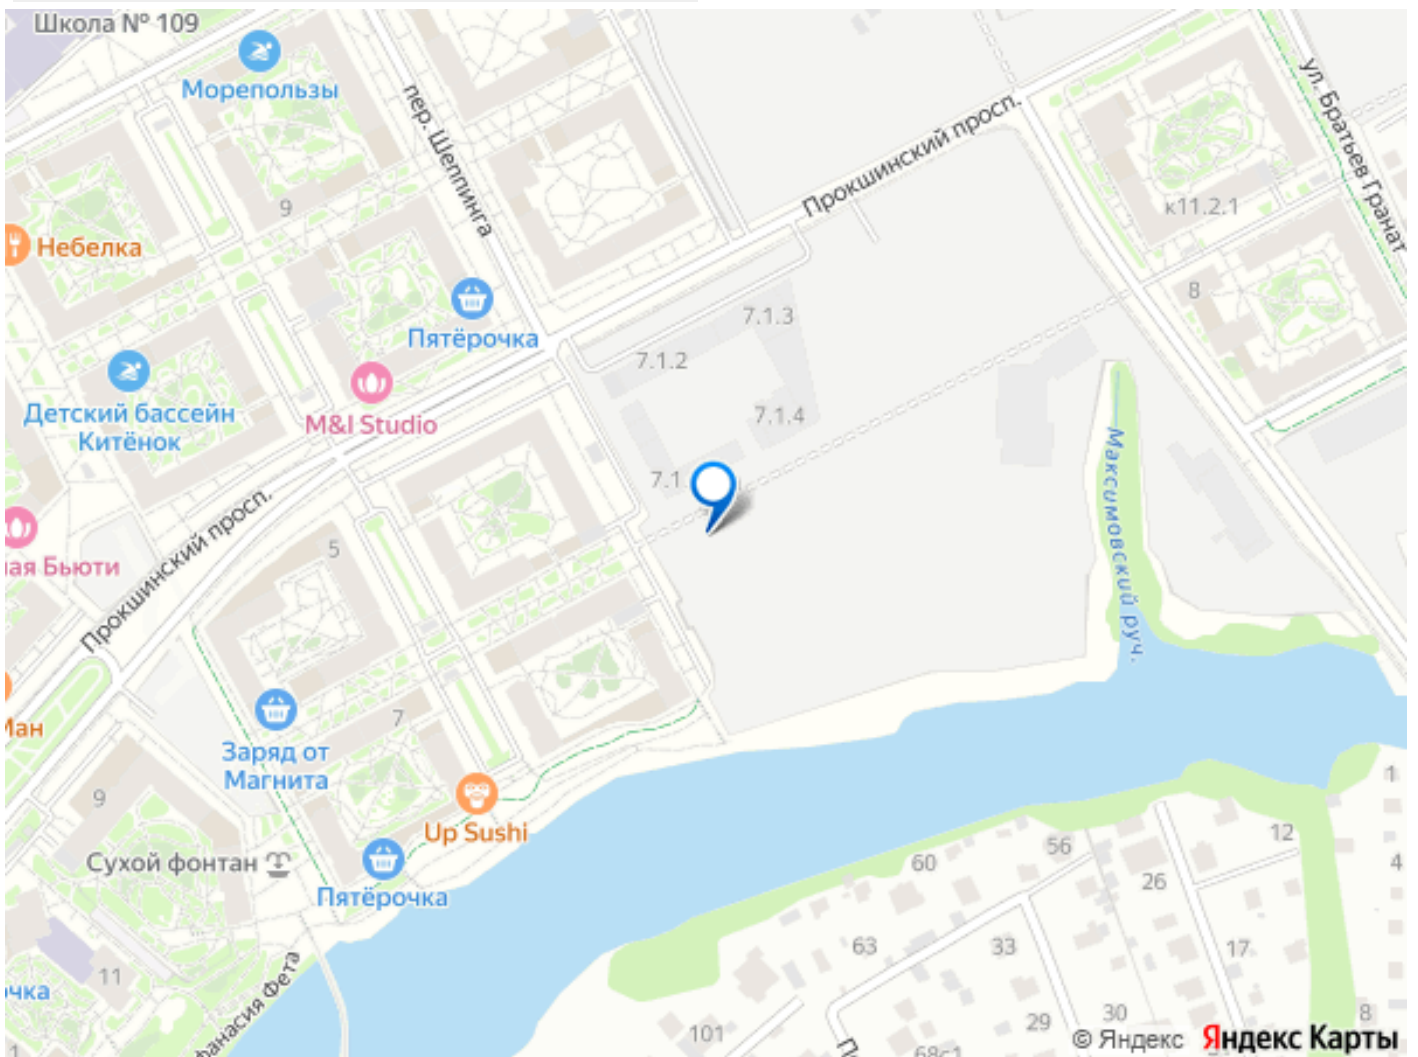 Школа № 109
Морепользы
пер. Шеппинга
ул. Братьев Гранат
Прокшинский просп.
к11.2.1
9
Небелка
8
Пятёрочка
7.1.3
7.1.2
Детский бассейн
Китёнок
M&I Studio
7.1.4
7.1
Максимовский руч.
Прокшинский просп.
5
ая Бьюти
7
Ман
Заряд от
Магнита
1
9
Up Sushi
12
56
60
4
Сухой фонтан
26
Пятёрочка
63
33
17
11
чка
фанасия Фета
101
29
30
8
68с1
1
© Яндекс Яндекс Карты